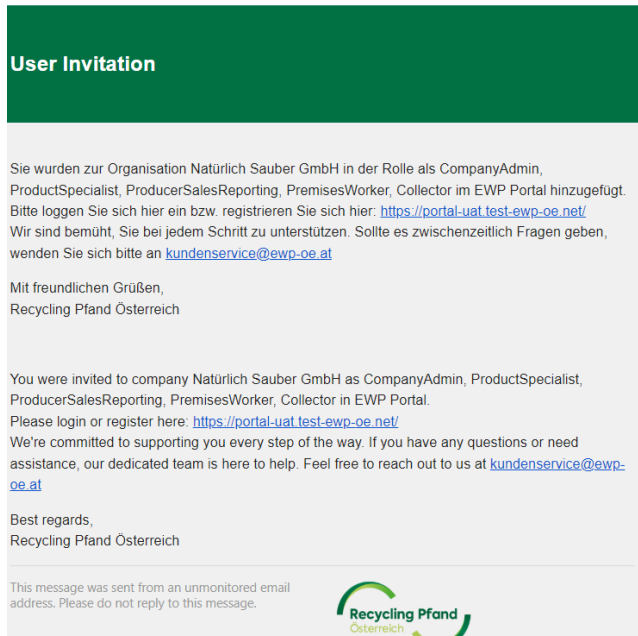 User Invitation
Sie wurden zur Organisation Natürlich Sauber GmbH in der Rolle als CompanyAdmin,
ProductSpecialist, ProducerSalesReporting, PremisesWorker, Collector im EWP Portal hinzugefügt.
Bitte loggen Sie sich hier ein bzw. registrieren Sie sich hier: https://portal-uat.test-ewp-oe.net/
Wir sind bemüht, Sie bei jedem Schritt zu unterstützen. Sollte es zwischenzeitlich Fragen geben,
wenden Sie sich bitte an kundenservice@ewp-oe.at
Mit freundlichen Grüßen,
Recycling Pfand Österreich
You were invited to company Natürlich Sauber GmbH as CompanyAdmin, ProductSpecialist,
ProducerSalesReporting, PremisesWorker, Collector in EWP Portal.
Please login or register here: https://portal-uat.test-ewp-oe.net/
We're committed to supporting you every step of the way. If you have any questions or need
assistance, our dedicated team is here to help. Feel free to reach out to us at kundenservice@ewp-
oe.at
Best regards,
Recycling Pfand Österreich
This message was sent from an unmonitored email
address. Please do not reply to this message.
Recycling Pfand
Österreich